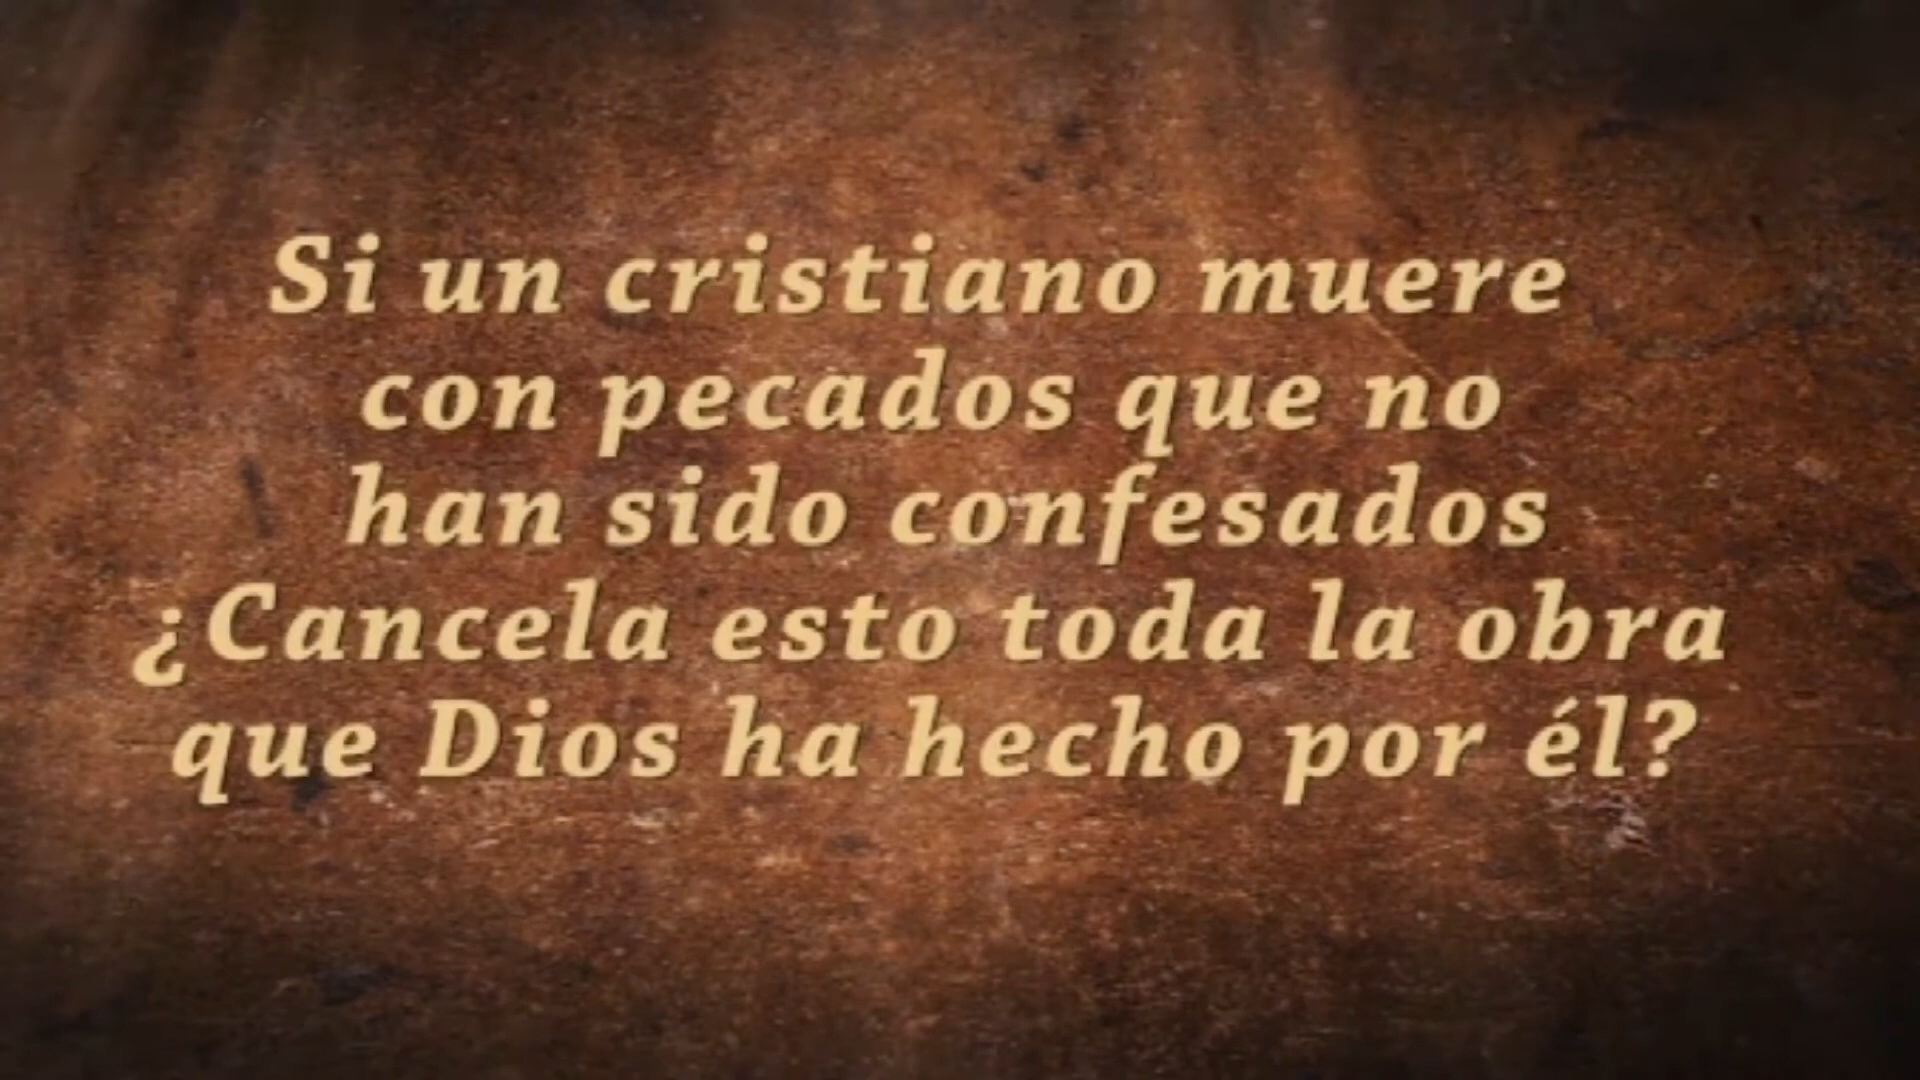 Si un cristiano muere
con pecados que no
han sido confesados
¿Cancela esto toda la obra
que Dios ha hecho por él?